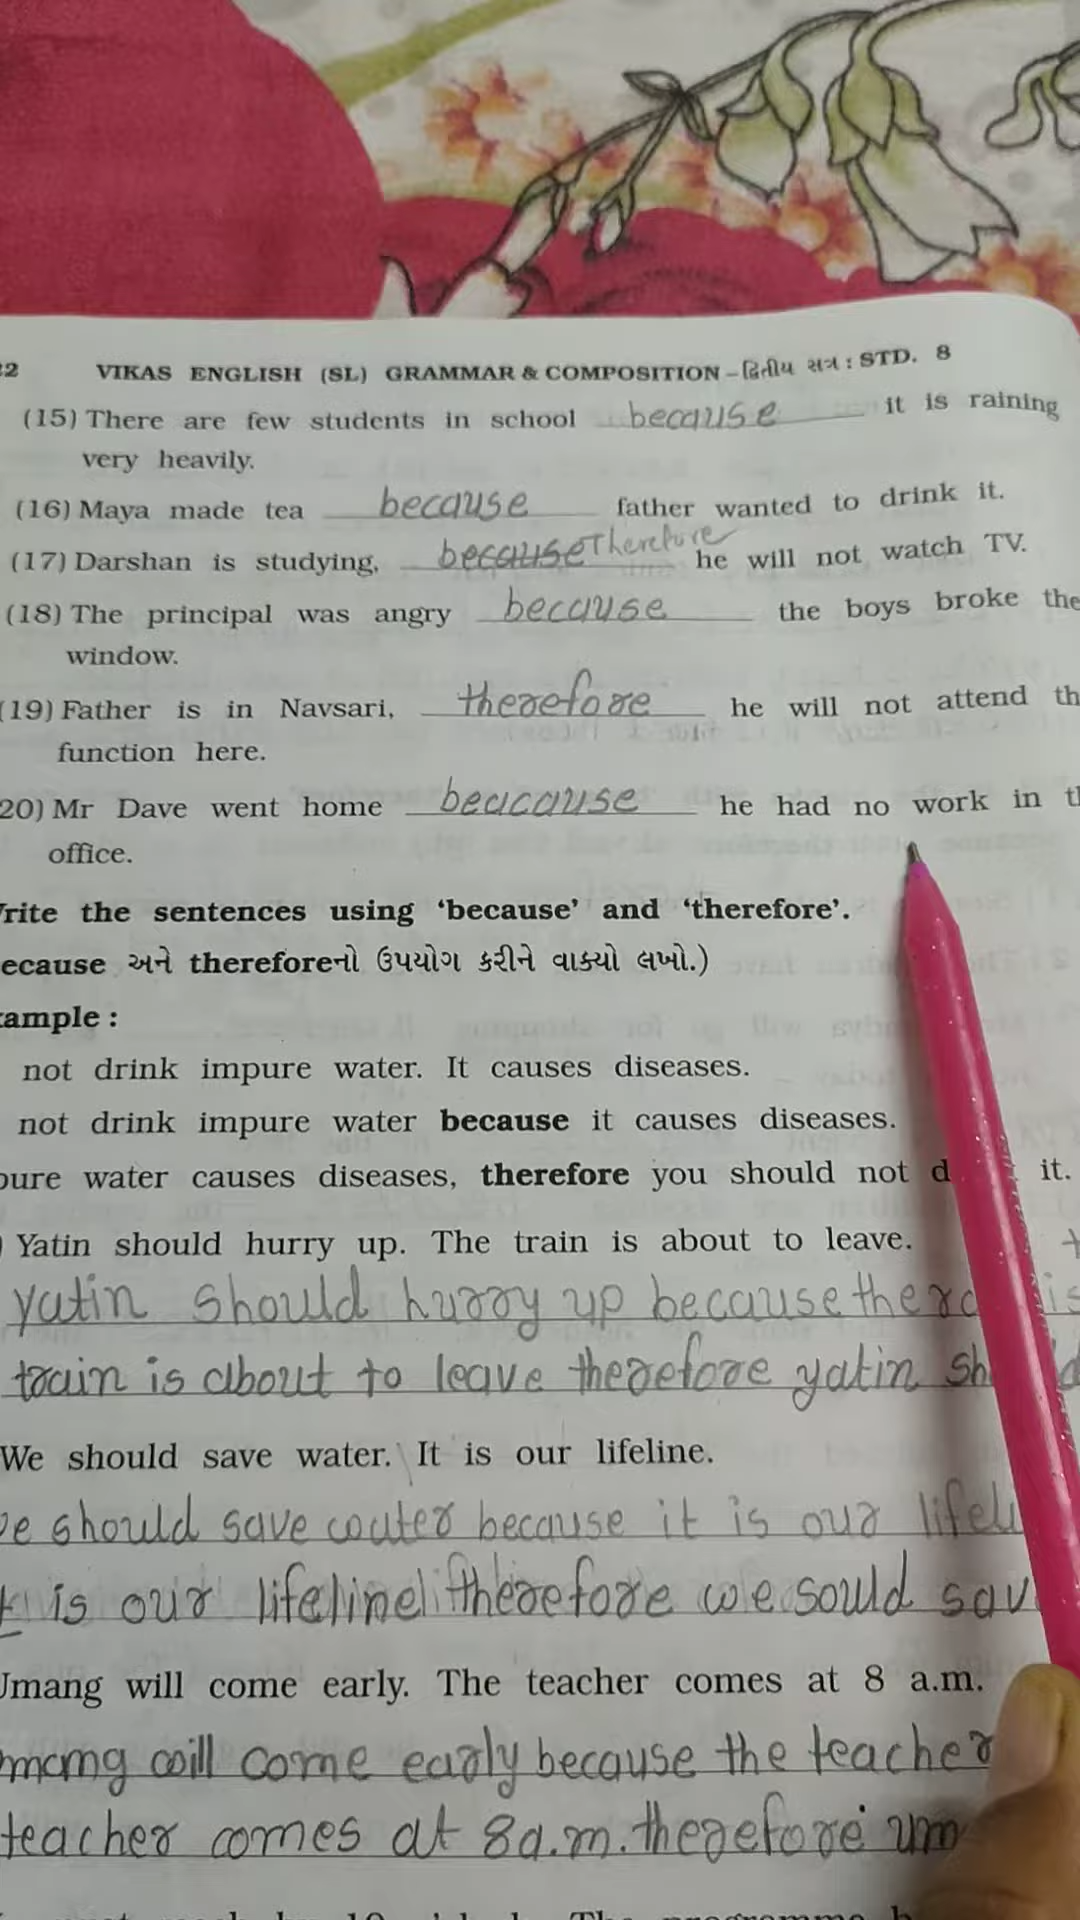 VIKAS ENGLISH (SL) GRAMMAR & COMPOSITION – દ્વિતીય સત્ર : STD. 8
(15) There are few students in school because it is raining
very heavily.
(16) Maya made tea because father wanted to drink it.
(17) Darshan is studying, because Therefore he will not watch TV.
(18) The principal was angry because the boys broke the
window.
(19) Father is in Navsari, therefore he will not attend th
function here.
20) Mr Dave went home beacause he had no work in th
office.
rite the sentences using 'because' and 'therefore'.
ecause અને thereforeનો ઉપયોગ કરીને વાક્યો લખો.)
ample :
not drink impure water. It causes diseases.
not drink impure water because it causes diseases.
pure water causes diseases, therefore you should not d it.
) Yatin should hurry up. The train is about to leave.
yatin should hurry up because the is
train is about to leave therefore yatin sh
We should save water. It is our lifeline.
e should save water because it is our lifeli
t is our lifeline therefore we sould sav
Umang will come early. The teacher comes at 8 a.m.
mang will come early because the teacher
teacher comes at 8a.m. therefore um